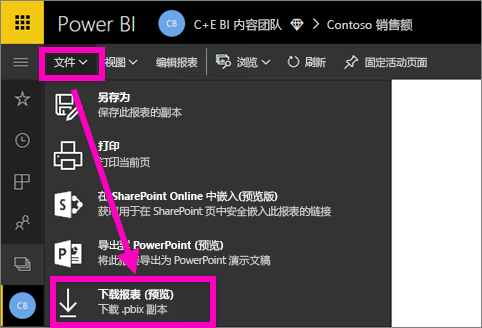 Power BI CB C+E BI 内容团队 > Contoso 销售额
文件 视图 编辑报表 浏览 刷新 固定活动页面
另存为
保存此报表的副本
打印
打印当前页
在 SharePoint Online 中嵌入(预览版)
获取用于在 SharePoint 页中安全嵌入此报表的链接
导出到 PowerPoint (预览)
将此报表导出为 PowerPoint 演示文稿
下载报表 (预览)
下载 .pbix 副本
CB